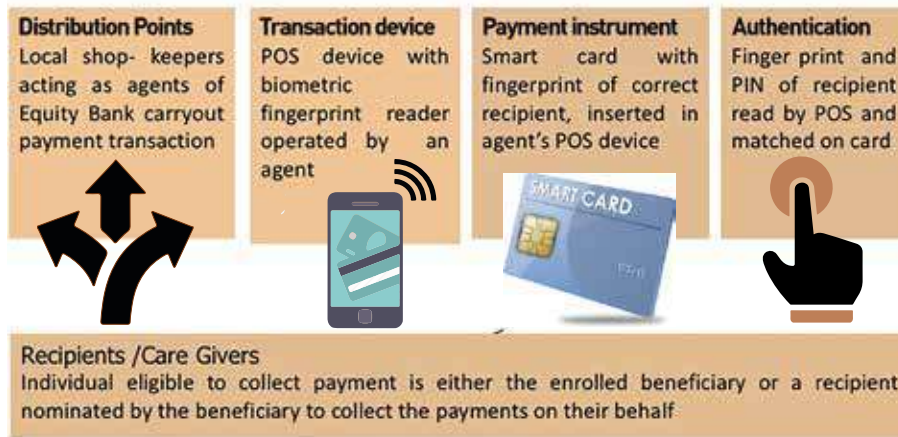 Distribution Points
Local shop- keepers
acting as agents of
Equity Bank carryout
payment transaction
Transaction device
POS device with
biometric
fingerprint reader
operated by an
agent
Payment instrument
Smart card with
fingerprint of correct
recipient, inserted in
agent's POS device
SMART CARD
Authentication
Finger print and
PIN of recipient
read by POS and
matched on card
Recipients /Care Givers
Individual eligible to collect payment is either the enrolled beneficiary or a recipient
nominated by the beneficiary to collect the payments on their behalf